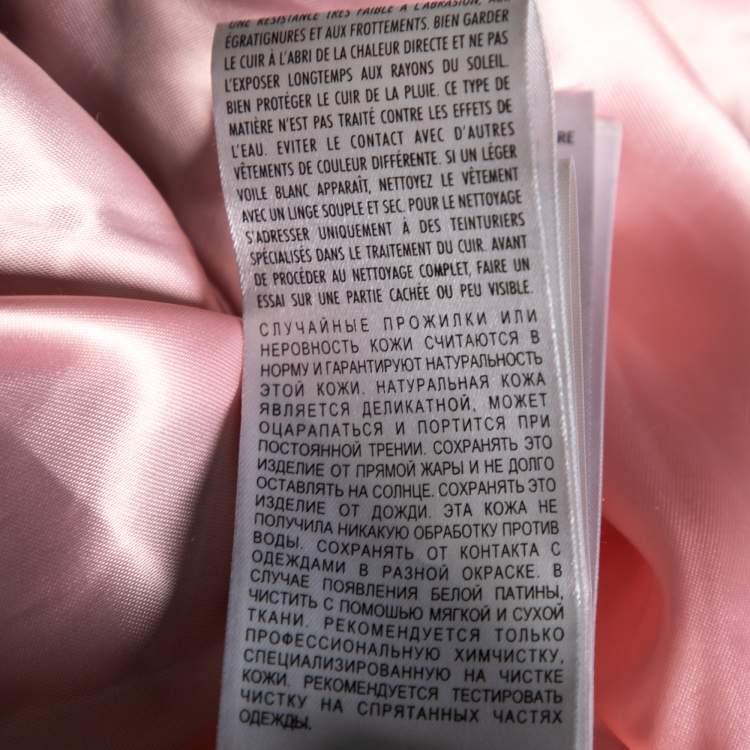 UNE RÉSISTANCE TRÈS FAIBLE À L'ABRASION, AUX
ÉGRATIGNURES ET AUX FROTTEMENTS. BIEN GARDER
LE CUIR À L'ABRI DE LA CHALEUR DIRECTE ET NE PAS
L'EXPOSER LONGTEMPS AUX RAYONS DU SOLEIL.
BIEN PROTÉGER LE CUIR DE LA PLUIE. CE TYPE DE
MATIÈRE N'EST PAS TRAITÉ CONTRE LES EFFETS DE
L'EAU. EVITER LE CONTACT AVEC D'AUTRES
VÊTEMENTS DE COULEUR DIFFÉRENTE. SI UN LÉGER
VOILE BLANC APPARAÎT, NETTOYEZ LE VÊTEMENT
AVEC UN LINGE SOUPLE ET SEC. POUR LE NETTOYAGE
S'ADRESSER UNIQUEMENT À DES TEINTURIERS
SPÉCIALISÉS DANS LE TRAITEMENT DU CUIR. AVANT
DE PROCÉDER AU NETTOYAGE COMPLET, FAIRE UN
ESSAI SUR UNE PARTIE CACHÉE OU PEU VISIBLE.
СЛУЧАЙНЫЕ ПРОЖИЛКИ ИЛИ
НЕРОВНОСТЬ КОЖИ СЧИТАЮТСЯ В
НОРМУ И ГАРАНТИРУЮТ НАТУРАЛЬНОСТЬ
ЭТОЙ КОЖИ. НАТУРАЛЬНАЯ КОЖА
ЯВЛЯЕТСЯ ДЕЛИКАТНОЙ, МОЖЕТ
ОЦАРАПАТЬСЯ И ПОРТИТСЯ ПРИ
ПОСТОЯННОЙ ТРЕНИИ. СОХРАНЯТЬ ЭТО
ИЗДЕЛИЕ ОТ ПРЯМОЙ ЖАРЫ И НЕ ДОЛГО
ОСТАВЛЯТЬ НА СОЛНЦЕ. СОХРАНЯТЬ ЭТО
ИЗДЕЛИЕ ОТ ДОЖДИ. ЭТА КОЖА НЕ
ПОЛУЧИЛА НИКАКУЮ ОБРАБОТКУ ПРОТИВ
ВОДЫ. СОХРАНЯТЬ ОТ КОНТАКТА С
ОДЕЖДАМИ В РАЗНОЙ ОКРАСКЕ. В
СЛУЧАЕ ПОЯВЛЕНИЯ БЕЛОЙ ПАТИНЫ,
ЧИСТИТЬ С ПОМОЩЬЮ МЯГКОЙ И СУХОЙ
ТКАНИ. РЕКОМЕНДУЕТСЯ ТОЛЬКО
ПРОФЕССИОНАЛЬНУЮ ХИМЧИСТКУ,
СПЕЦИАЛИЗИРОВАННУЮ НА ЧИСТКЕ
КОЖИ. РЕКОМЕНДУЕТСЯ ТЕСТИРОВАТЬ
ЧИСТКУ НА СПРЯТАННЫХ ЧАСТЯХ
ОДЕЖДЫ.
RE